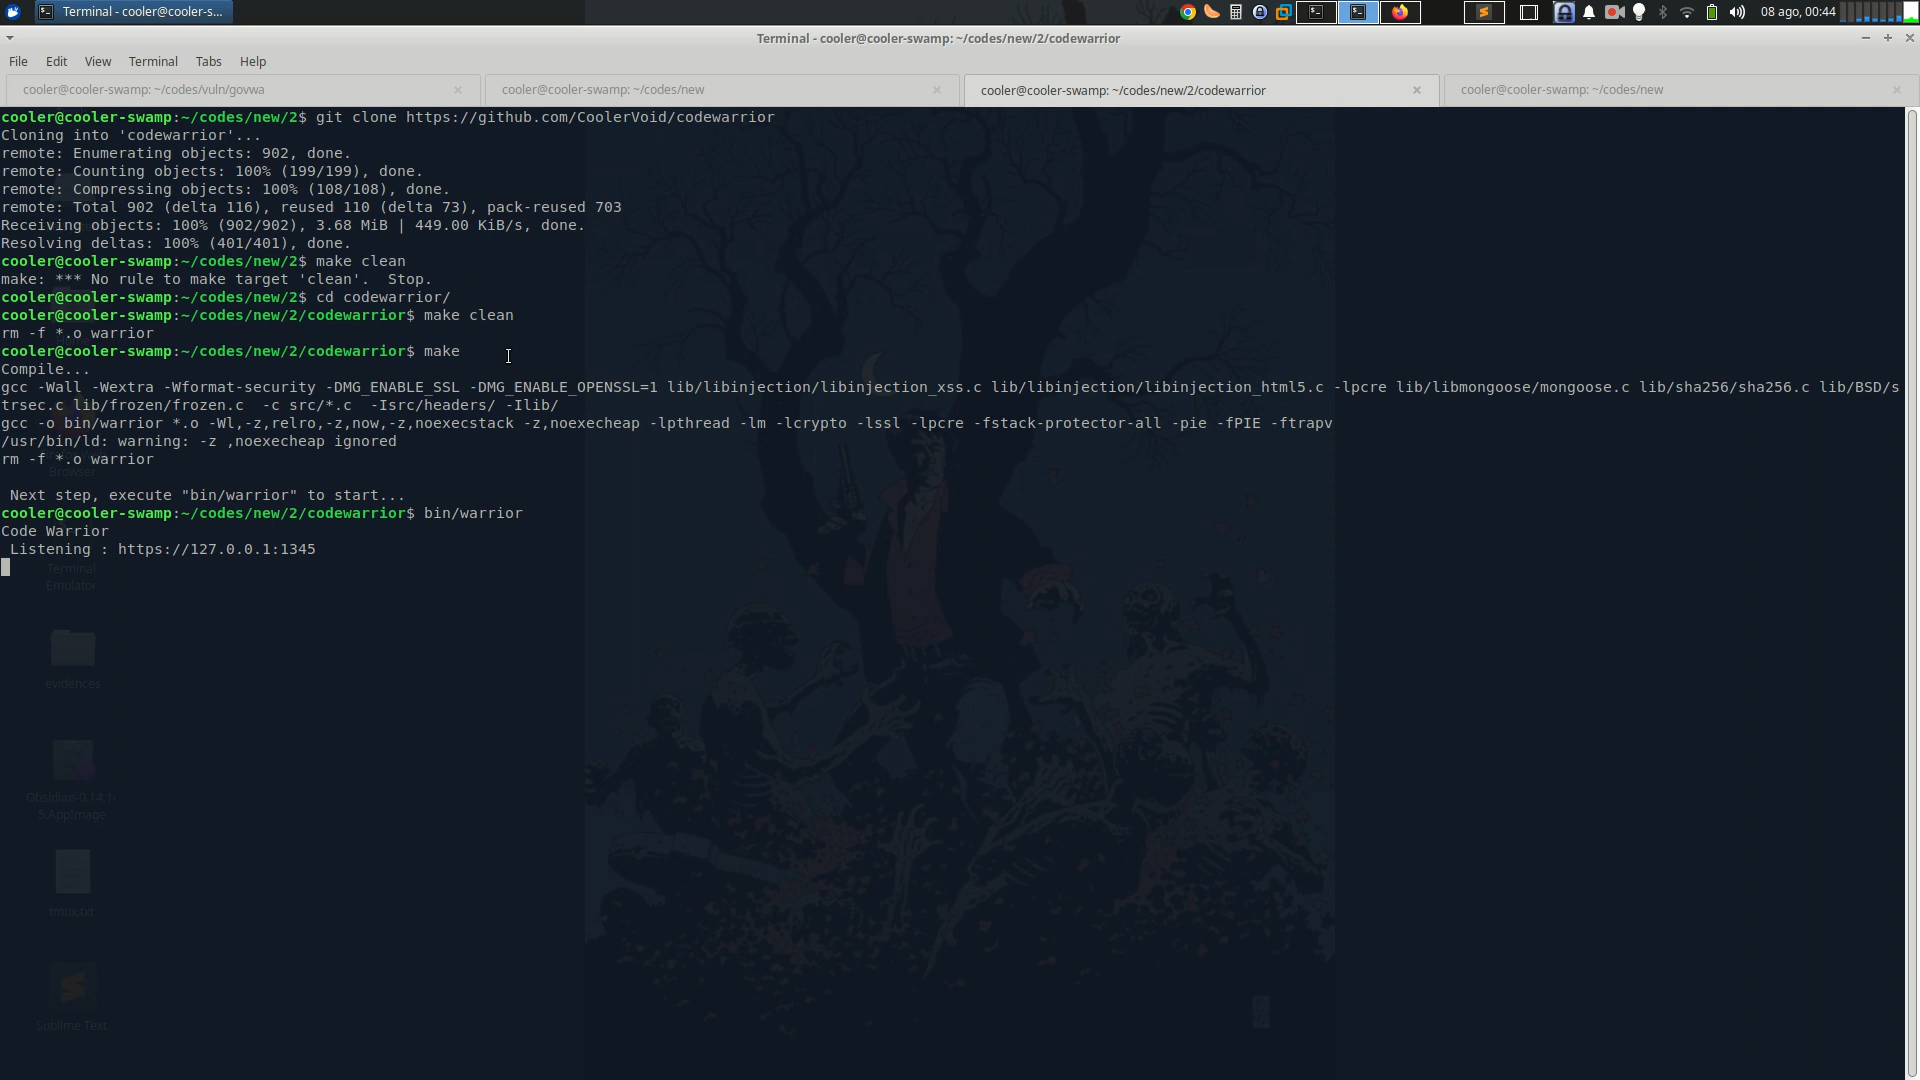 Terminal - cooler@cooler-s...
08 ago, 00:44
Terminal - cooler@cooler-swamp: ~/codes/new/2/codewarrior
File Edit View Terminal Tabs Help
cooler@cooler-swamp: ~/codes/vuln/govwa
cooler@cooler-swamp: ~/codes/new
cooler@cooler-swamp: ~/codes/new/2/codewarrior
cooler@cooler-swamp: ~/codes/new
cooler@cooler-swamp:~/codes/new/2$ git clone https://github.com/CoolerVoid/codewarrior
Cloning into 'codewarrior'...
remote: Enumerating objects: 902, done.
remote: Counting objects: 100% (199/199), done.
remote: Compressing objects: 100% (108/108), done.
remote: Total 902 (delta 116), reused 110 (delta 73), pack-reused 703
Receiving objects: 100% (902/902), 3.68 MiB | 449.00 KiB/s, done.
Resolving deltas: 100% (401/401), done.
cooler@cooler-swamp:~/codes/new/2$ make clean
make: *** No rule to make target 'clean'.  Stop.
cooler@cooler-swamp:~/codes/new/2$ cd codewarrior/
cooler@cooler-swamp:~/codes/new/2/codewarrior$ make clean
rm -f *.o warrior
cooler@cooler-swamp:~/codes/new/2/codewarrior$ make
Compile...
gcc -Wall -Wextra -Wformat-security -DMG_ENABLE_SSL -DMG_ENABLE_OPENSSL=1 lib/libinjection/libinjection_xss.c lib/libinjection/libinjection_html5.c -lpcre lib/libmongoose/mongoose.c lib/sha256/sha256.c lib/BSD/s
trsec.c lib/frozen/frozen.c  -c src/*.c  -Isrc/headers/ -Ilib/
gcc -o bin/warrior *.o -Wl,-z,relro,-z,now,-z,noexecstack -z,noexecheap -lpthread -lm -lcrypto -lssl -lpcre -fstack-protector-all -pie -fPIE -ftrapv
/usr/bin/ld: warning: -z ,noexecheap ignored
rm -f *.o warrior
Browser
Next step, execute "bin/warrior" to start...
cooler@cooler-swamp:~/codes/new/2/codewarrior$ bin/warrior
Code Warrior
Listening : https://127.0.0.1:1345
Terminal
Emulator
evidences
Obsidian-0.14.1
5.AppImage
Sublime Text